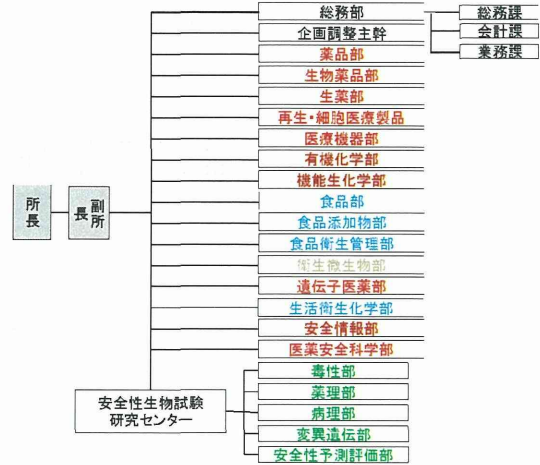 総務部
総務課
企画調整主幹
会計課
薬品部
業務課
生物薬品部
生薬部
再生・細胞医療製品
医療機器部
有機化学部
機能生化学部
所長
副所長
食品部
食品添加物部
食品衛生管理部
衛生微生物部
遺伝子医薬部
生活衛生化学部
安全情報部
医薬安全科学部
安全性生物試験
研究センター
毒性部
薬理部
病理部
変異遺伝部
安全性予測評価部